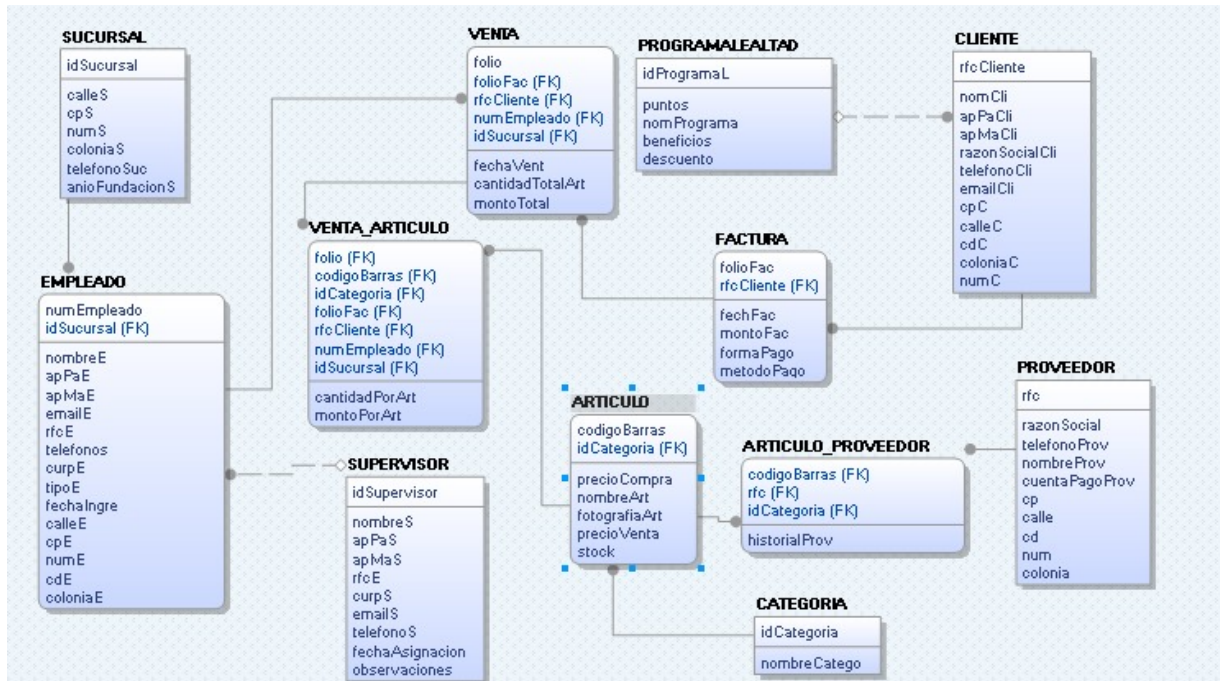 SUCURSAL
idSucursal
calleS
cpS
numS
coloniaS
telefonoSuc
anioFundacionS
VENTA
folio
folioFac (FK)
rfcCliente (FK)
numEmpleado (FK)
idSucursal (FK)
fechaVent
cantidadTotalArt
montoTotal
PROGRAMALEALTAD
idProgramaL
puntos
nomPrograma
beneficios
descuento
CLIENTE
rfcCliente
nomCli
apPaCli
apMaCli
razonSocialCli
telefonoCli
emailCli
cpC
calleC
cdC
coloniaC
numC
EMPLEADO
numEmpleado
idSucursal (FK)
nombreE
apPaE
apMaE
emailE
rfcE
telefonos
curpE
tipoE
fechaIngre
calleE
cpE
numE
cdE
coloniaE
VENTA_ARTICULO
folio (FK)
codigoBarras (FK)
idCategoria (FK)
folioFac (FK)
rfcCliente (FK)
numEmpleado (FK)
idSucursal (FK)
cantidadPorArt
montoPorArt
FACTURA
folioFac
rfcCliente (FK)
fechFac
montoFac
formaPago
metodoPago
SUPERVISOR
idSupervisor
nombreS
apPaS
apMaS
rfcE
curpS
emailS
telefonoS
fechaAsignacion
observaciones
ARTICULO
codigoBarras
idCategoria (FK)
precioCompra
nombreArt
fotografiaArt
precioVenta
stock
ARTICULO_PROVEEDOR
codigoBarras (FK)
rfc (FK)
idCategoria (FK)
historialProv
PROVEEDOR
rfc
razonSocial
telefonoProv
nombreProv
cuentaPagoProv
cp
calle
cd
num
colonia
CATEGORIA
idCategoria
nombreCatego